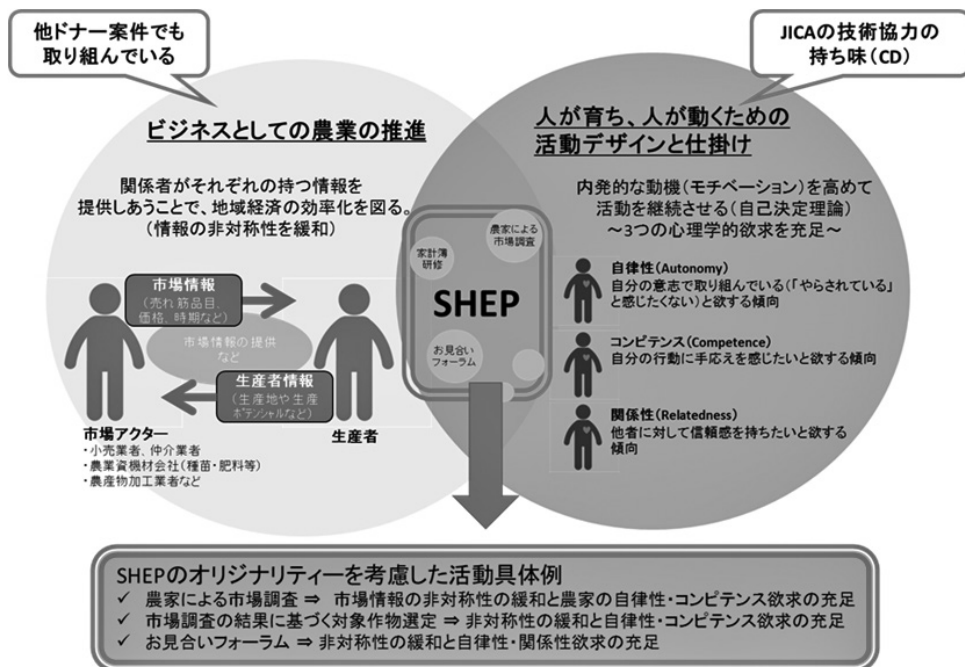 他ドナー案件でも
取り組んでいる
JICAの技術協力の
持ち味(CD)
ビジネスとしての農業の推進
関係者がそれぞれの持つ情報を
提供しあうことで、地域経済の効率化を図る。
(情報の非対称性を緩和)
市場情報
(売れ筋品目、
価格、時期など)
市場情報の提供
など
生産者情報
(生産地や生産
ポテンシャルなど)
市場アクター
・小売業者、仲介業者
・農業資機材会社(種苗・肥料等)
・農産物加工業者など
生産者
家計簿
研修
農家による
市場調査
SHEP
お見合い
フォーラム
人が育ち、人が動くための
活動デザインと仕掛け
内発的な動機(モチベーション)を高めて
活動を継続させる(自己決定理論)
~3つの心理学的欲求を充足~
自律性(Autonomy)
自分の意志で取り組んでいる(「やらされている」
と感じたくない)と欲する傾向
コンピテンス(Competence)
自分の行動に手応えを感じたいと欲する傾向
関係性(Relatedness)
他者に対して信頼感を持ちたいと欲する
傾向
SHEPのオリジナリティーを考慮した活動具体例
✓ 農家による市場調査 ⇒ 市場情報の非対称性の緩和と農家の自律性・コンピテンス欲求の充足
✓ 市場調査の結果に基づく対象作物選定 ⇒ 非対称性の緩和と自律性・コンピテンス欲求の充足
✓ お見合いフォーラム ⇒ 非対称性の緩和と自律性・関係性欲求の充足